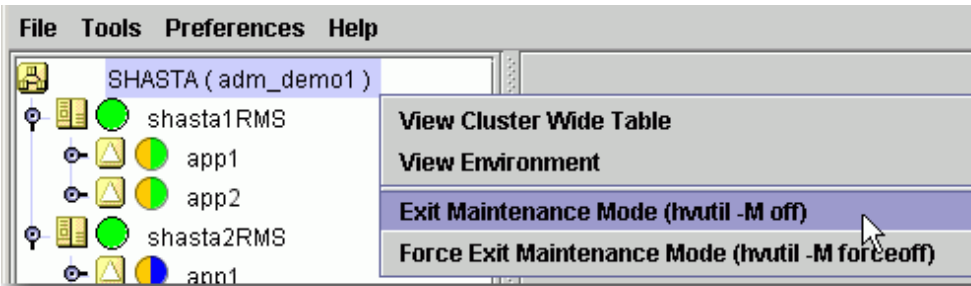 File Tools Preferences Help
SHASTA ( adm_demo1 )
shasta1RMS
app1
app2
shasta2RMS
app1
View Cluster Wide Table
View Environment
Exit Maintenance Mode (hvutil -M off)
Force Exit Maintenance Mode (hvutil -M forceoff)